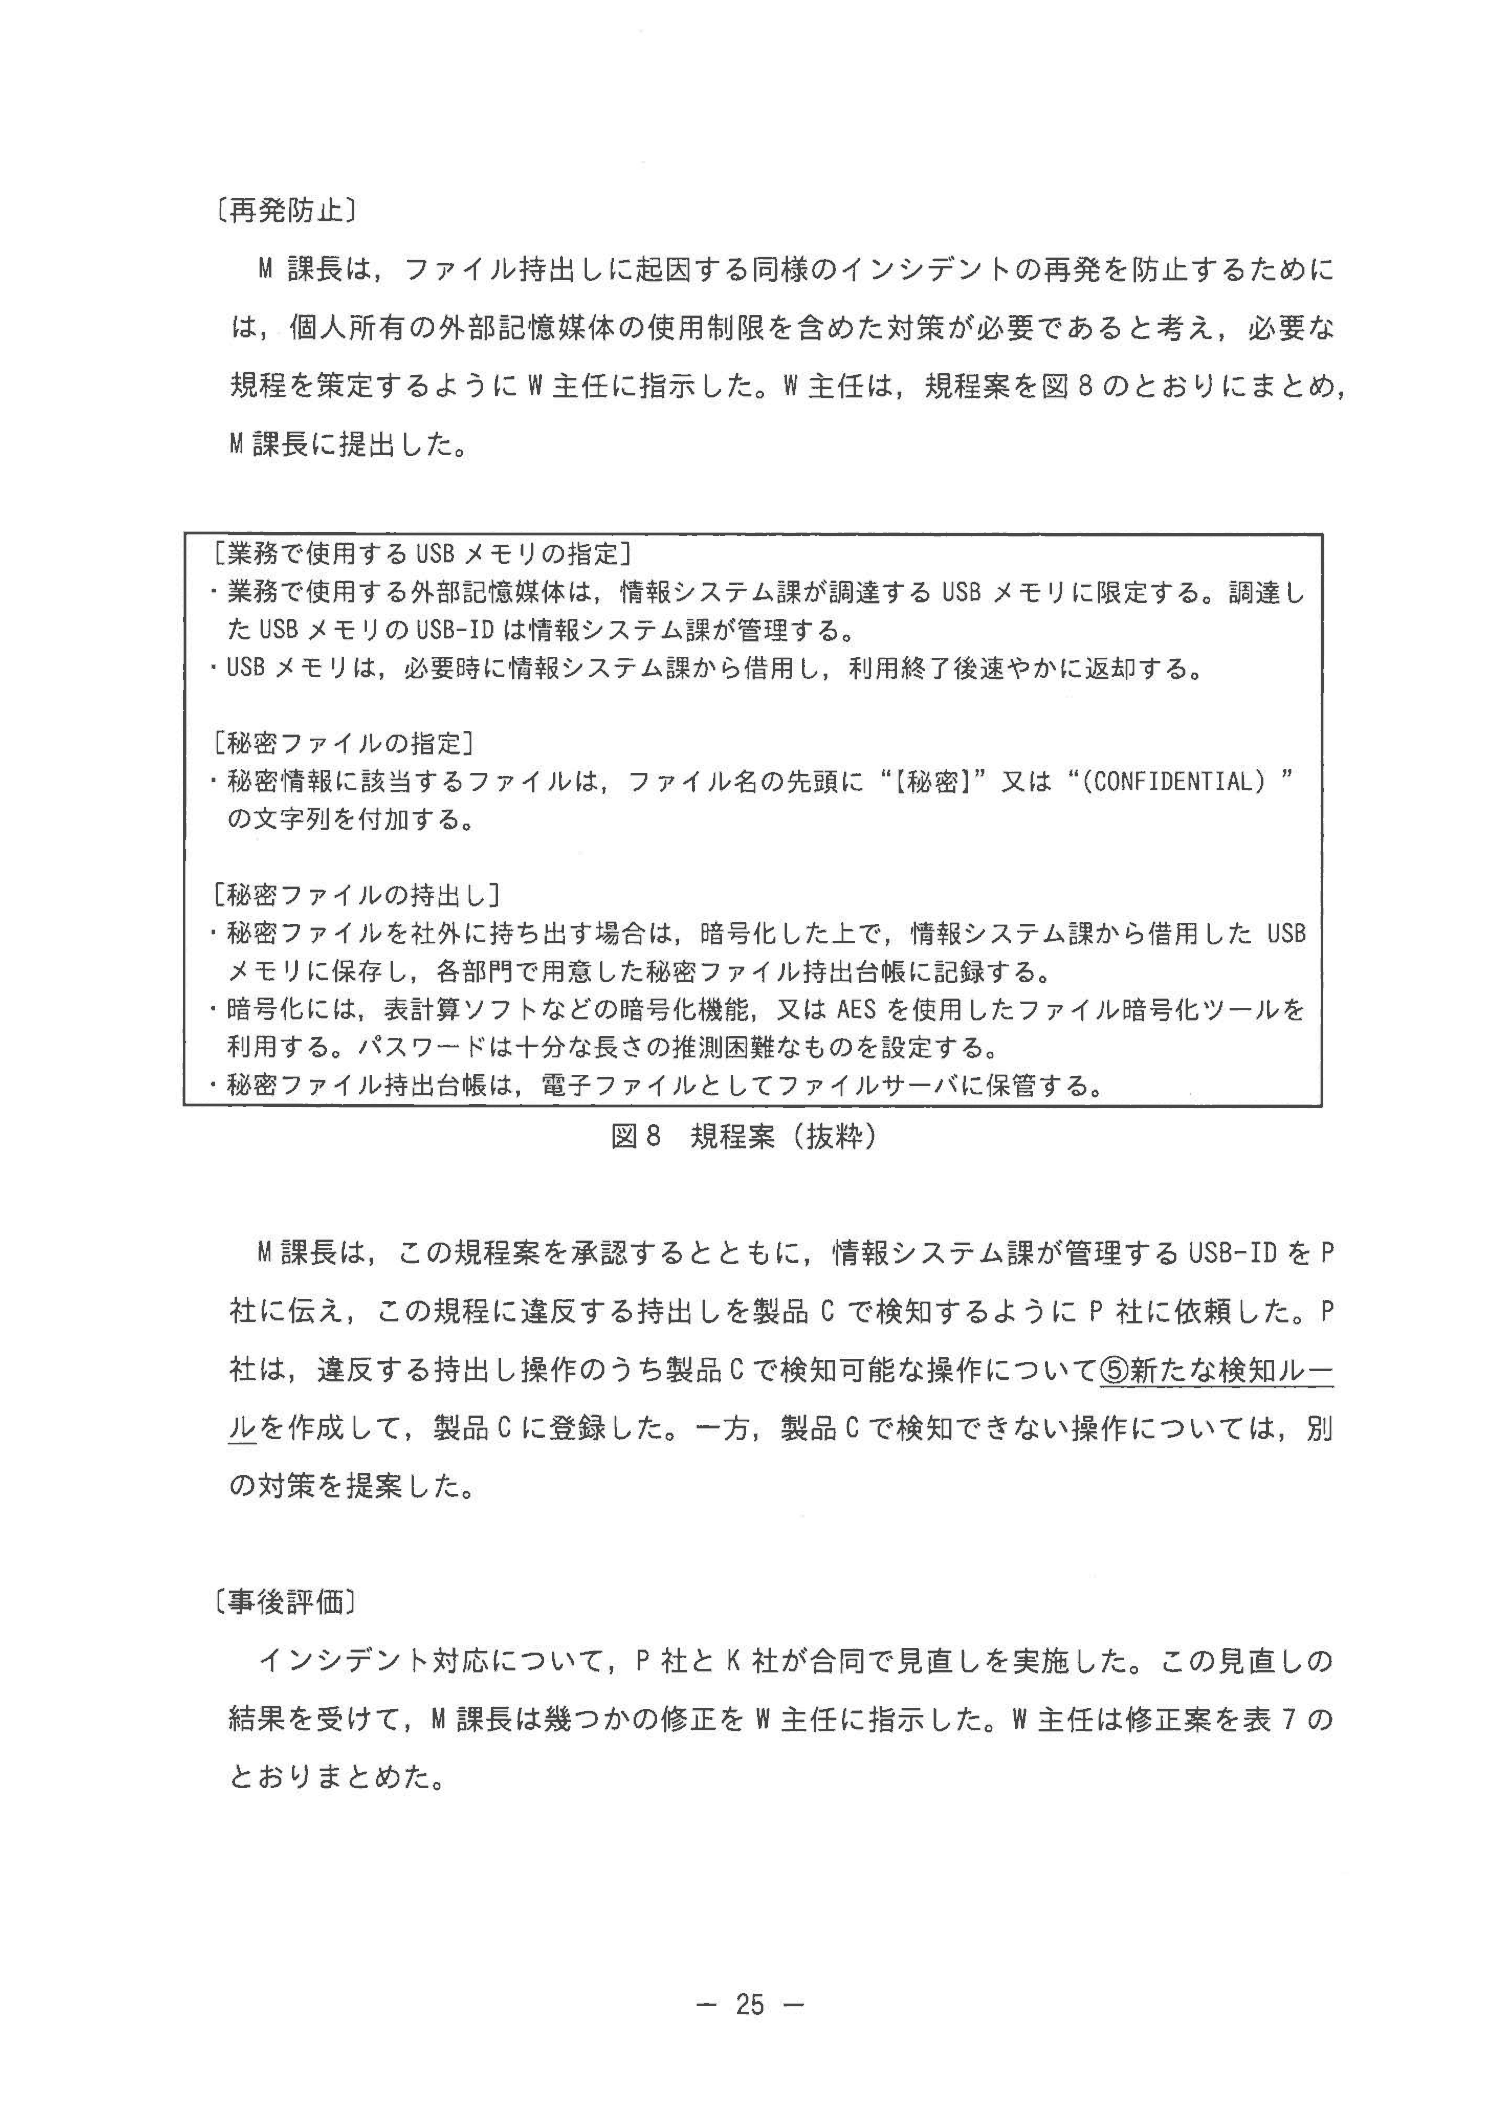 〔再発防止〕
M 課長は，ファイル持出しに起因する同様のインシデントの再発を防止するために
は，個人所有の外部記憶媒体の使用制限を含めた対策が必要であると考え，必要な
規程を策定するように W 主任に指示した。W 主任は，規程案を図 8 のとおりにまとめ，
M 課長に提出した。
［業務で使用する USB メモリの指定］
・業務で使用する外部記憶媒体は，情報システム課が調達する USB メモリに限定する。調達し
た USB メモリの USB-ID は情報システム課が管理する。
・USB メモリは，必要時に情報システム課から借用し，利用終了後速やかに返却する。
［秘密ファイルの指定］
・秘密情報に該当するファイルは，ファイル名の先頭に “【秘密】” 又は “(CONFIDENTIAL) ”
の文字列を付加する。
［秘密ファイルの持出し］
・秘密ファイルを社外に持ち出す場合は，暗号化した上で，情報システム課から借用した USB
メモリに保存し，各部門で用意した秘密ファイル持出台帳に記録する。
・暗号化には，表計算ソフトなどの暗号化機能，又は AES を使用したファイル暗号化ツールを
利用する。パスワードは十分な長さの推測困難なものを設定する。
・秘密ファイル持出台帳は，電子ファイルとしてファイルサーバに保管する。
図 8　規程案（抜粋）
M 課長は，この規程案を承認するとともに，情報システム課が管理する USB-ID を P
社に伝え，この規程に違反する持出しを製品 C で検知するように P 社に依頼した。P
社は，違反する持出し操作のうち製品 C で検知可能な操作について⑤新たな検知ルー
ルを作成して，製品 C に登録した。一方，製品 C で検知できない操作については，別
の対策を提案した。
〔事後評価〕
インシデント対応について，P 社と K 社が合同で見直しを実施した。この見直しの
結果を受けて，M 課長は幾つかの修正を W 主任に指示した。W 主任は修正案を表 7 の
とおりまとめた。
－ 25 －